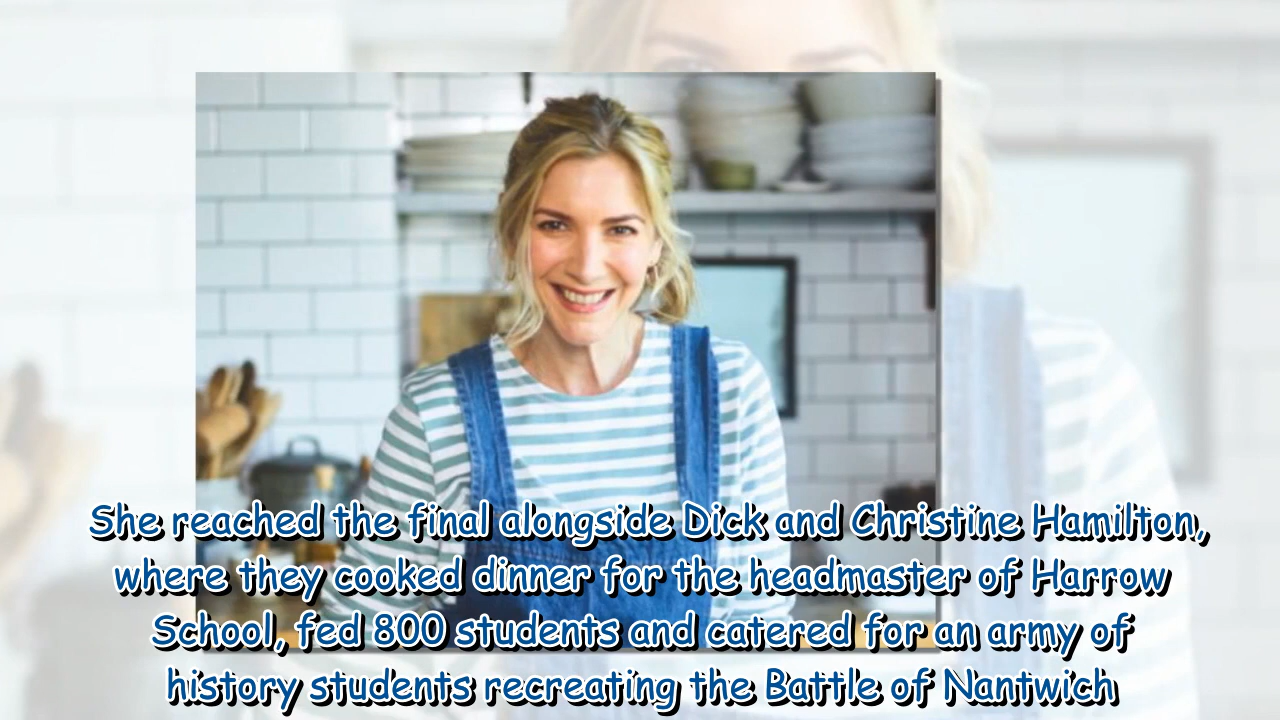 She reached the final alongside Dick and Christine Hamilton,
where they cooked dinner for the headmaster of Harrow
School, fed 800 students and catered for an army of
history students recreating the Battle of Nantwich